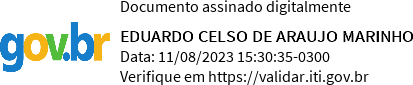 Documento assinado digitalmente
gov.br
EDUARDO CELSO DE ARAUJO MARINHO
Data: 11/08/2023 15:30:35-0300
Verifique em https://validar.iti.gov.br